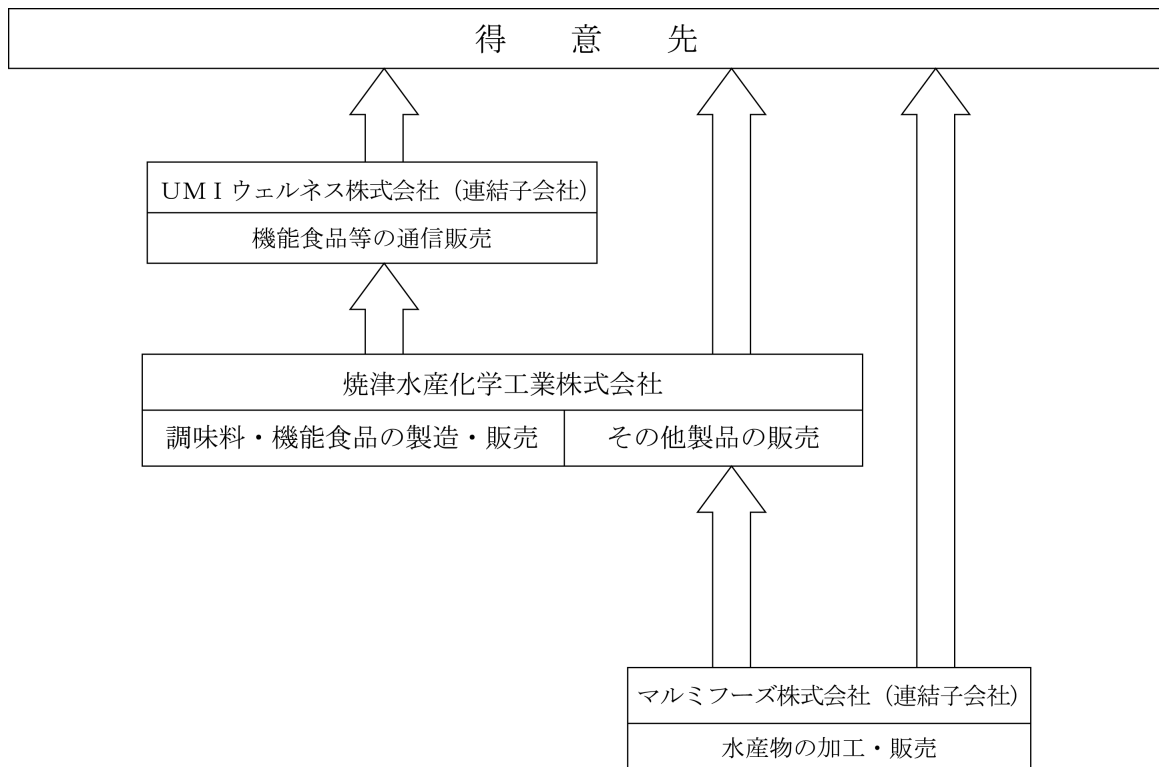 得意先
UMIウェルネス株式会社（連結子会社）
機能食品等の通信販売
焼津水産化学工業株式会社
調味料・機能食品の製造・販売
その他製品の販売
マルミフーズ株式会社（連結子会社）
水産物の加工・販売